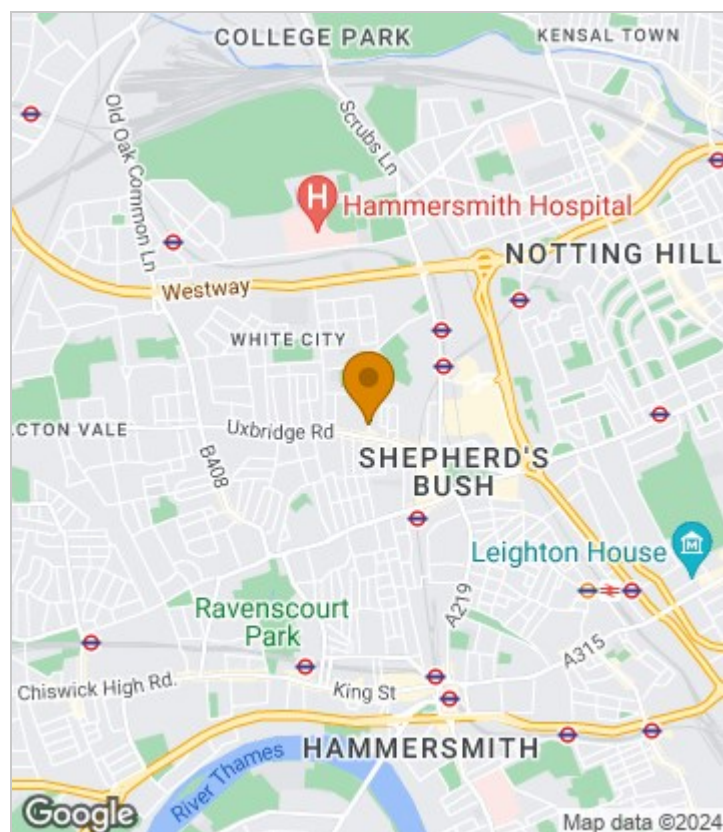 COLLEGE PARK
KENSAL TOWN
Old Oak Common Ln
Scrubs Ln
H
Hammersmith Hospital
NOTTING HILL
Westway
WHITE CITY
CTON VALE
Uxbridge Rd
B408
SHEPHERD'S
BUSH
M
Leighton House
A219
Ravenscourt
Park
A315
Chiswick High Rd.
King St
HAMMERSMITH
River Thames
Google
Map data ©2024